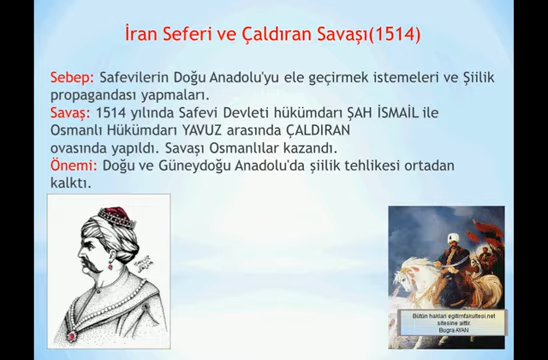 İran Seferi ve Çaldıran Savaşı(1514)
Sebep: Safevilerin Doğu Anadolu'yu ele geçirmek istemeleri ve Şiilik
propagandası yapmaları.
Savaş: 1514 yılında Safevi Devleti hükümdarı ŞAH İSMAİL ile
Osmanlı Hükümdarı YAVUZ arasında ÇALDIRAN
ovasında yapıldı. Savaşı Osmanlılar kazandı.
Önemi: Doğu ve Güneydoğu Anadolu'da şiilik tehlikesi ortadan
kalktı.
Bütün hakları egitimfakultesi.net
sitesine aittir.
Bugra AYAN